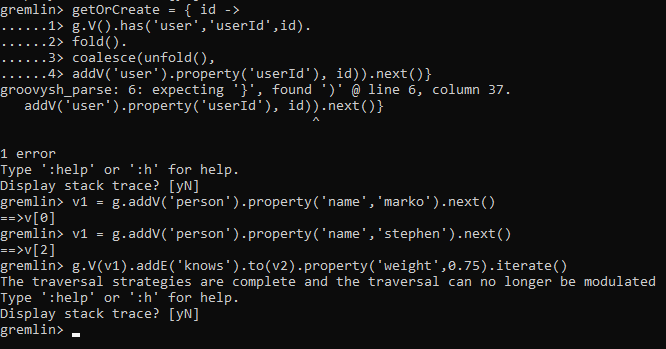 gremlin> getOrCreate = { id ->
......1> g.V().has('user','userId',id).
......2> fold().
......3> coalesce(unfold(),
......4> addV('user').property('userId'), id)).next()}
groovysh_parse: 6: expecting '}', found ')' @ line 6, column 37.
   addV('user').property('userId'), id)).next()}
                                       ^
1 error
Type ':help' or ':h' for help.
Display stack trace? [yN]
gremlin> v1 = g.addV('person').property('name','marko').next()
==>v[0]
gremlin> v1 = g.addV('person').property('name','stephen').next()
==>v[2]
gremlin> g.V(v1).addE('knows').to(v2).property('weight',0.75).iterate()
The traversal strategies are complete and the traversal can no longer be modulated
Type ':help' or ':h' for help.
Display stack trace? [yN]
gremlin>